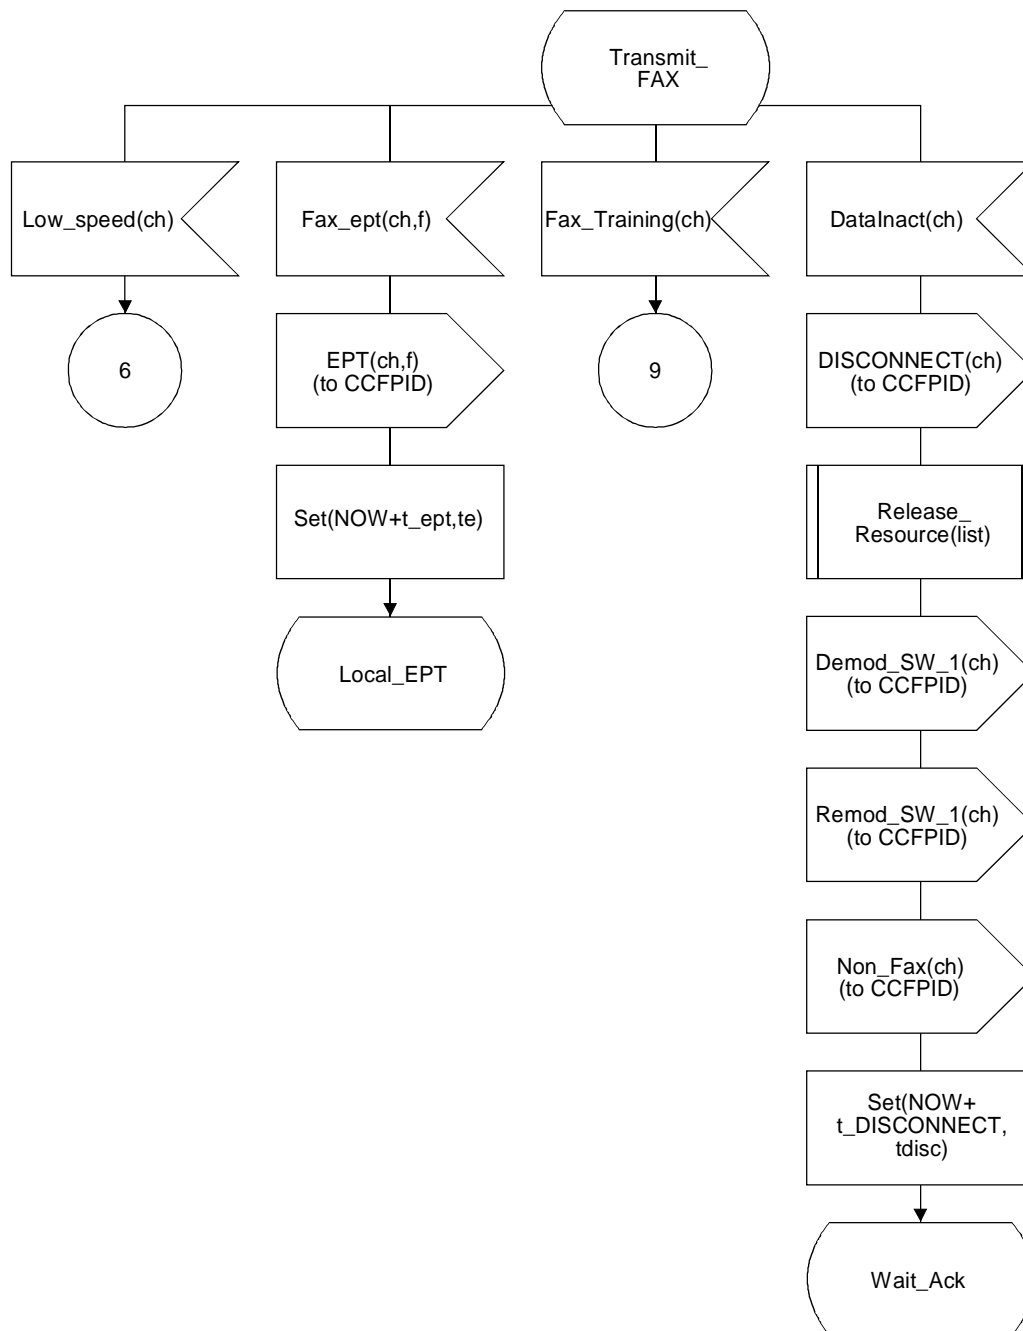 Transmit_
FAX
Low_speed(ch)
Fax_ept(ch,f)
Fax_Training(ch)
DataInact(ch)
6
EPT(ch,f)
(to CCFPID)
9
DISCONNECT(ch)
(to CCFPID)
Set(NOW+t_ept,te)
Release_
Resource(list)
Local_EPT
Demod_SW_1(ch)
(to CCFPID)
Remod_SW_1(ch)
(to CCFPID)
Non_Fax(ch)
(to CCFPID)
Set(NOW+
t_DISCONNECT,
tdisc)
Wait_Ack